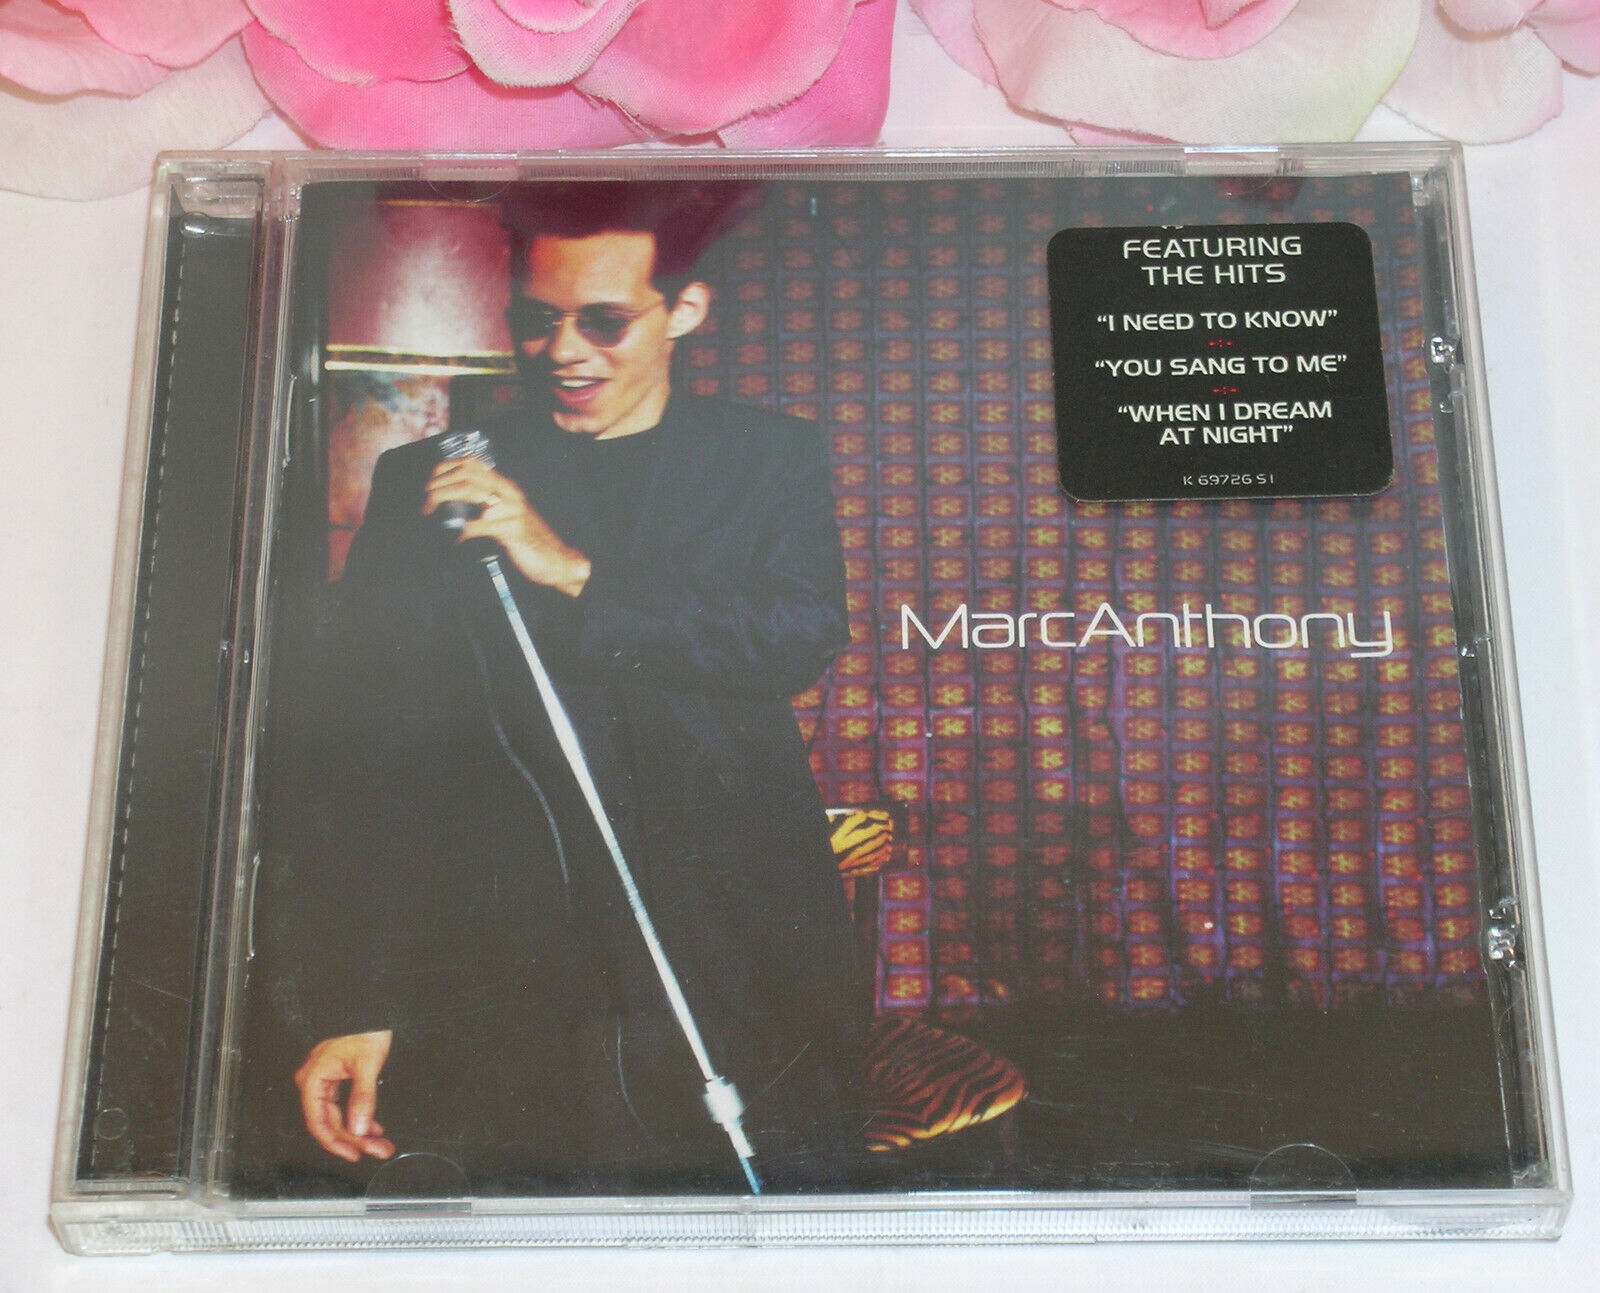 FEATURING
THE HITS
"I NEED TO KNOW"
"YOU SANG TO ME"
"WHEN I DREAM
AT NIGHT"
K 69726 S1
MarcAnthony